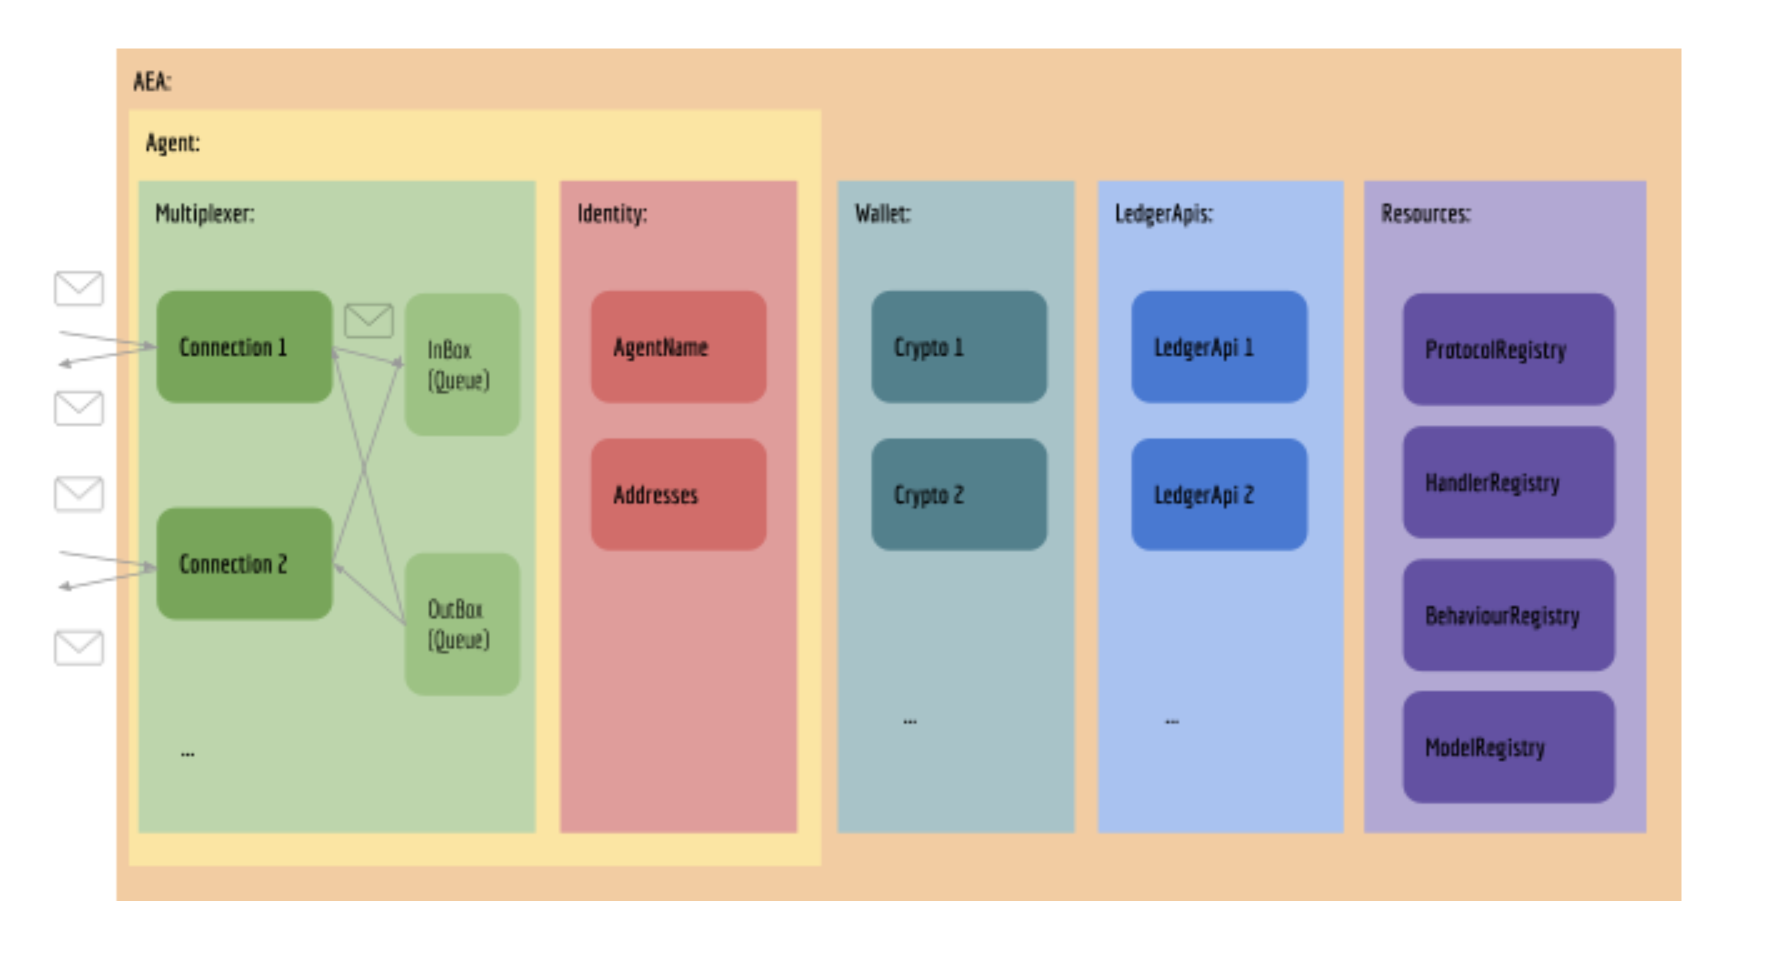 AEA:
Agent:
Multiplexer:
Connection 1
InBox
(Queue)
Connection 2
OutBox
(Queue)
...
Identity:
AgentName
Addresses
Wallet:
Crypto 1
Crypto 2
...
LedgerApis:
LedgerApi 1
LedgerApi 2
...
Resources:
ProtocolRegistry
HandlerRegistry
BehaviourRegistry
ModelRegistry